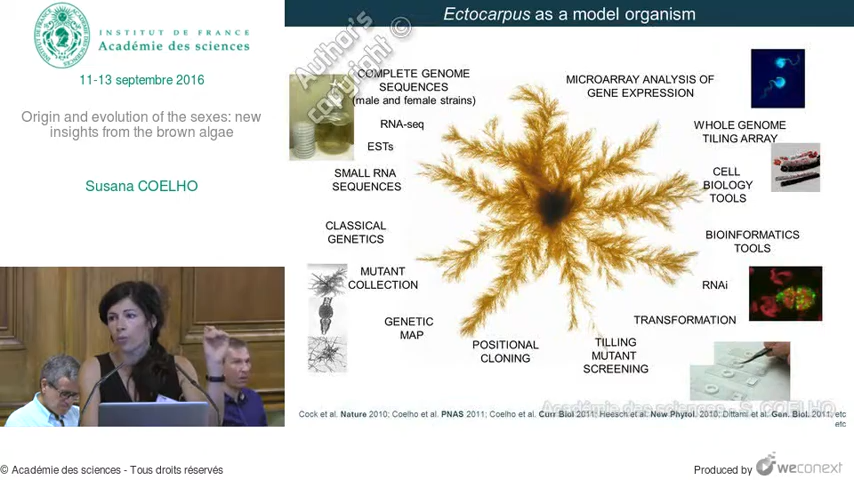 INSTITUT DE FRANCE
Académie des sciences
11-13 septembre 2016
Origin and evolution of the sexes: new
insights from the brown algae
Susana COELHO
Ectocarpus as a model organism
Author's
Copyright ©
COMPLETE GENOME
SEQUENCES
(male and female strains)
RNA-seq
ESTs
SMALL RNA
SEQUENCES
CLASSICAL
GENETICS
MUTANT
COLLECTION
GENETIC
MAP
POSITIONAL
CLONING
TILLING
MUTANT
SCREENING
TRANSFORMATION
RNAi
BIOINFORMATICS
TOOLS
CELL
BIOLOGY
TOOLS
WHOLE GENOME
TILING ARRAY
MICROARRAY ANALYSIS OF
GENE EXPRESSION
Académie des sciences - S. COELHO
Cock et al. Nature 2010; Coelho et al. PNAS 2011; Coelho et al. Curr Biol 2011; Heesch et al. New Phytol. 2010; Dittami et al. Gen. Biol. 2011, etc
etc
© Académie des sciences - Tous droits réservés
Produced by weconext